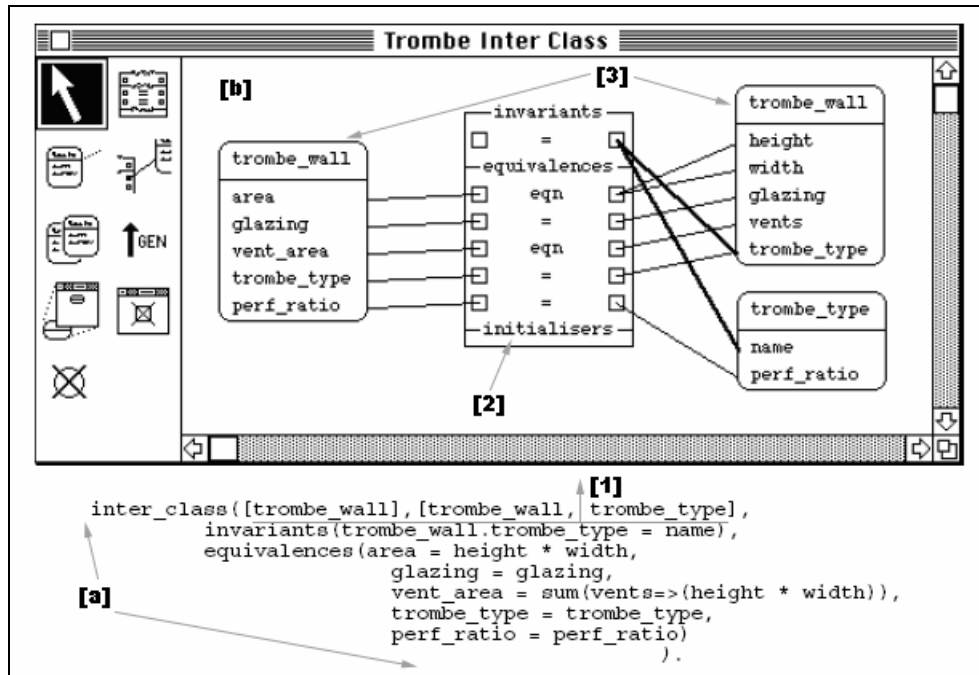 Trombe Inter Class
[b]
[3]
GEN
trombe_wall
area
glazing
vent_area
trombe_type
perf_ratio
invariants
=
equivalences
eqn
=
eqn
=
=
initialisers
[2]
trombe_wall
height
width
glazing
vents
trombe_type
trombe_type
name
perf_ratio
[1]
inter_class([trombe_wall],[trombe_wall, trombe_type],
invariants(trombe_wall.trombe_type = name),
equivalences(area = height * width,
glazing = glazing,
[a]
vent_area = sum(vents=>(height * width)),
trombe_type = trombe_type,
perf_ratio = perf_ratio)
).